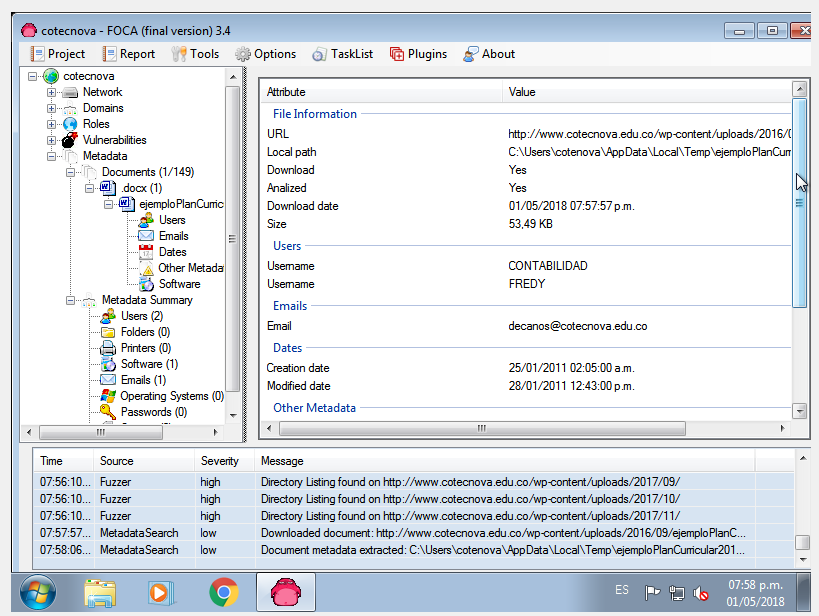 cotecnova - FOCA (final version) 3.4
Project Report Tools Options TaskList Plugins About
cotecnova
Network
Domains
Roles
Vulnerabilities
Metadata
Documents (1/149)
.docx (1)
ejemploPlanCurric
Users
Emails
Dates
Other Metada
Software
Metadata Summary
Users (2)
Folders (0)
Printers (0)
Software (1)
Emails (1)
Operating Systems (0)
Passwords (0)
Attribute Value
File Information
URL http://www.cotecnova.edu.co/wp-content/uploads/2016/0
Local path C:\Users\cotenova\AppData\Local\Temp\ejemploPlanCurr
Download Yes
Analized Yes
Download date 01/05/2018 07:57:57 p.m.
Size 53,49 KB
Users
Username CONTABILIDAD
Username FREDY
Emails
Email decanos@cotecnova.edu.co
Dates
Creation date 25/01/2011 02:05:00 a.m.
Modified date 28/01/2011 12:43:00 p.m.
Other Metadata
Time Source Severity Message
07:56:10... Fuzzer high Directory Listing found on http://www.cotecnova.edu.co/wp-content/uploads/2017/09/
07:56:10... Fuzzer high Directory Listing found on http://www.cotecnova.edu.co/wp-content/uploads/2017/10/
07:56:10... Fuzzer high Directory Listing found on http://www.cotecnova.edu.co/wp-content/uploads/2017/11/
07:57:57... MetadataSearch low Downloaded document: http://www.cotecnova.edu.co/wp-content/uploads/2016/09/ejemploPlanC...
07:58:06... MetadataSearch low Document metadata extracted: C:\Users\cotenova\AppData\Local\Temp\ejemploPlanCurricular201...
ES
07:58 p.m.
01/05/2018